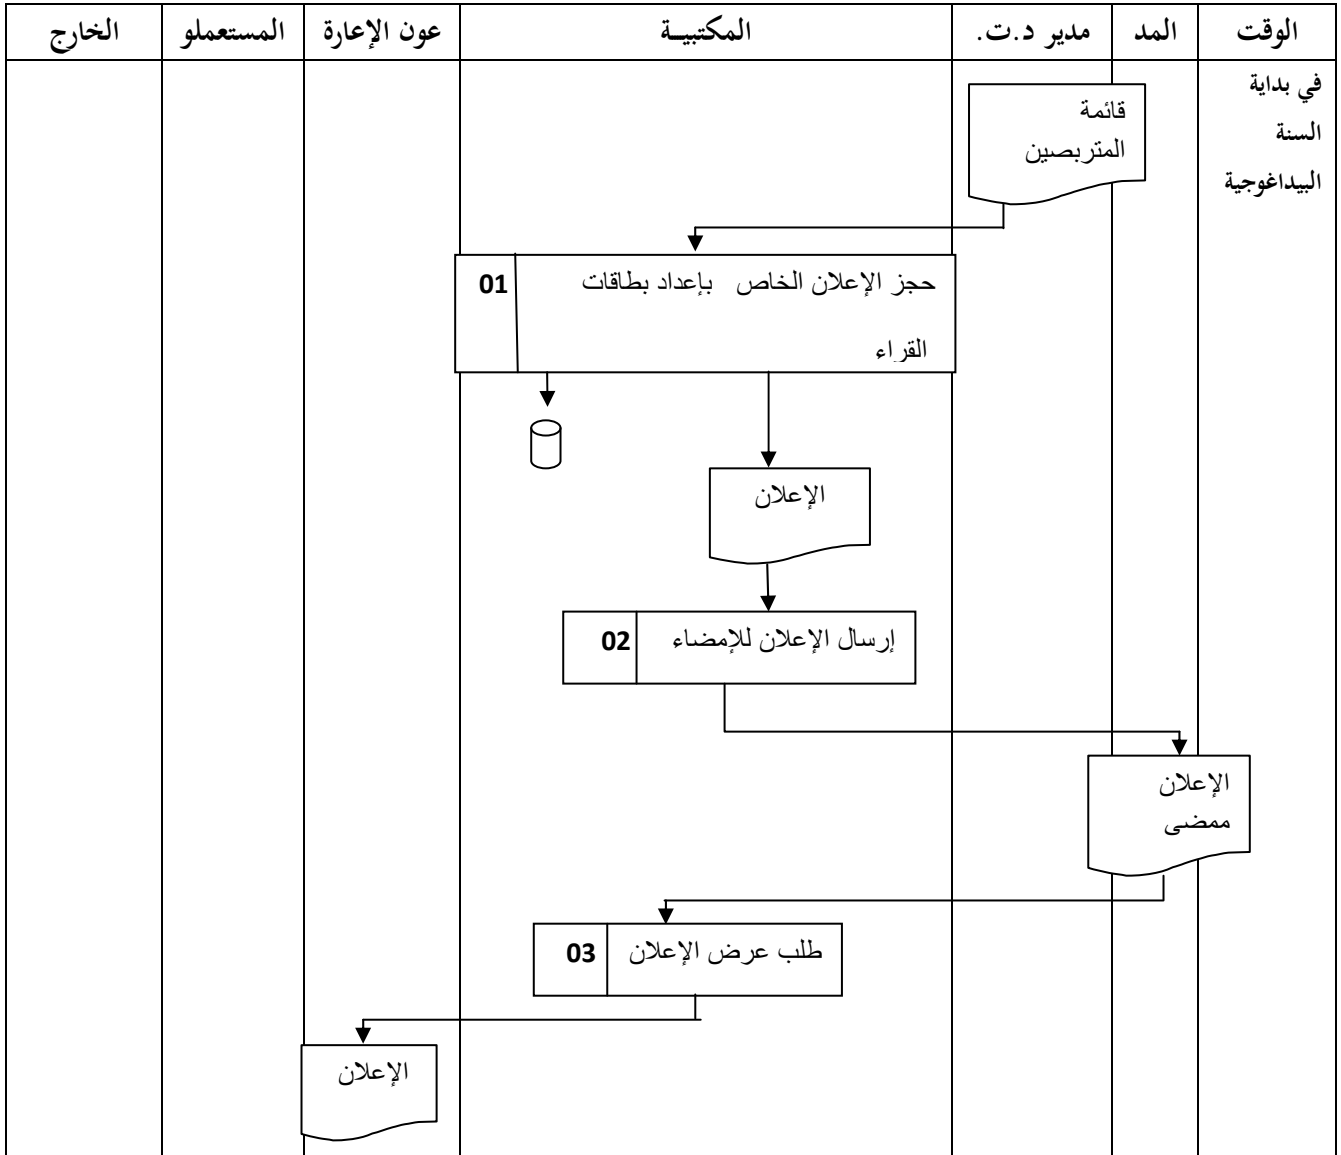 الوقت
المد
مدير د.ت.
المكتبيـة
عون الإعارة
المستعملو
الخارج
في بداية
السنة
البيداغوجية
قائمة
المتربصين
حجز الإعلان الخاص بإعداد بطاقات
القراء
01
الإعلان
إرسال الإعلان للإمضاء 02
الإعلان
ممضى
طلب عرض الإعلان 03
الإعلان